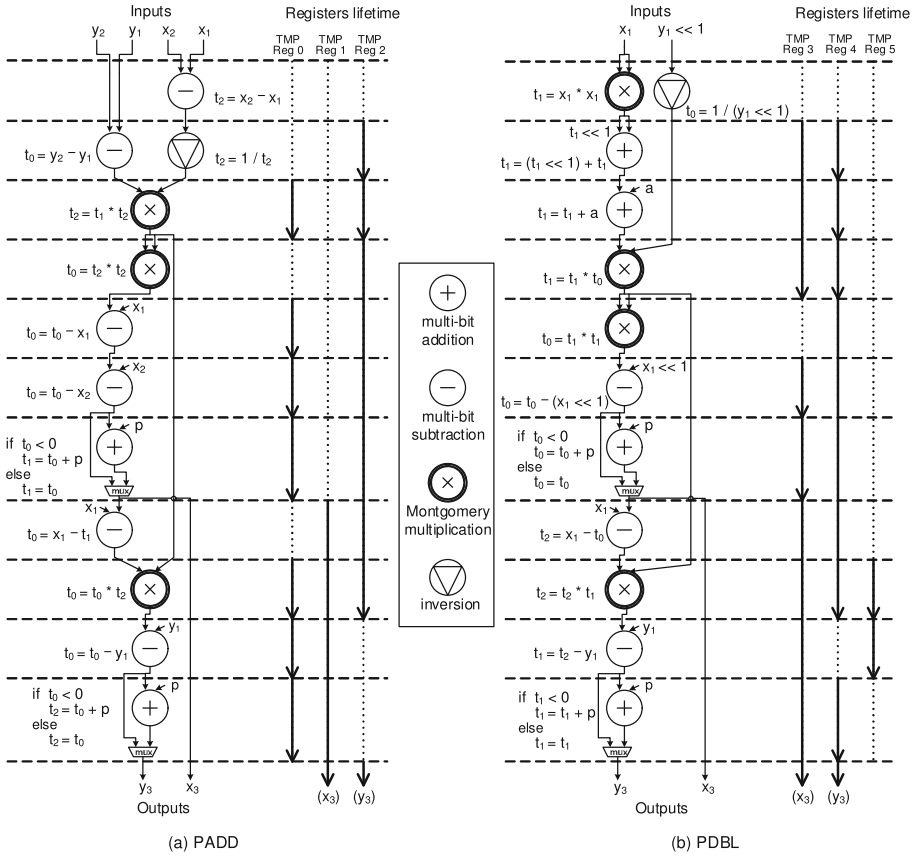 Inputs
Registers lifetime
y2 y1 x2 x1
TMP Reg 0
TMP Reg 1
TMP Reg 2
t2 = x2 − x1
t0 = y2 − y1
t2 = 1 / t2
t2 = t1 * t2
t0 = t2 * t2
x1
t0 = t0 − x1
x2
t0 = t0 − x2
p
if t0 < 0
t1 = t0 + p
else
t1 = t0
mux
x1
t0 = x1 − t1
t0 = t0 * t2
y1
t0 = t0 − y1
p
if t0 < 0
t2 = t0 + p
else
t2 = t0
mux
y3 x3
(x3) (y3)
Outputs
(a) PADD
+
multi-bit
addition
−
multi-bit
subtraction
×
Montgomery
multiplication
inversion
Inputs
Registers lifetime
x1 y1 << 1
TMP Reg 3
TMP Reg 4
TMP Reg 5
t1 = x1 * x1
t0 = 1 / (y1 << 1)
t1 << 1
t1 = (t1 << 1) + t1
a
t1 = t1 + a
t1 = t1 * t0
t0 = t1 * t1
x1 << 1
t0 = t0 − (x1 << 1)
p
if t0 < 0
t0 = t0 + p
else
t0 = t0
mux
x1
t2 = x1 − t0
t2 = t2 * t1
y1
t1 = t2 − y1
p
if t1 < 0
t1 = t1 + p
else
t1 = t1
mux
y3 x3
(x3) (y3)
Outputs
(b) PDBL